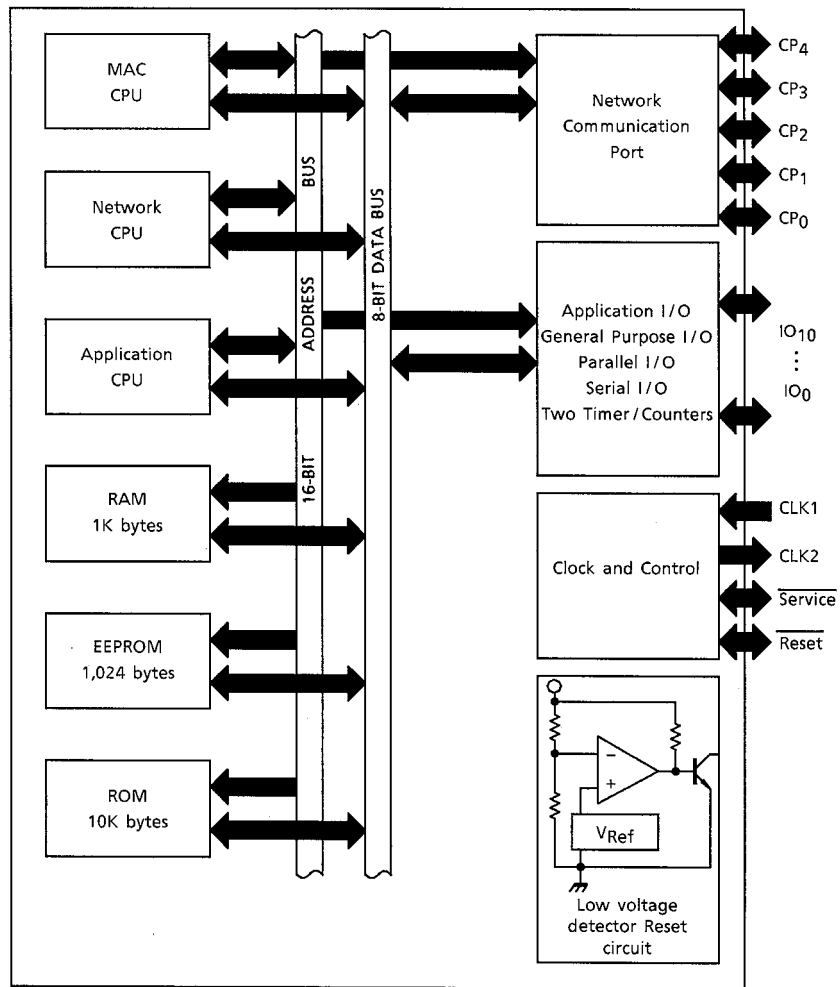 MAC
CPU
Network
CPU
Application
CPU
RAM
1K bytes
EEPROM
1,024 bytes
ROM
10K bytes
16-BIT ADDRESS BUS
8-BIT DATA BUS
Network
Communication
Port
CP4
CP3
CP2
CP1
CP0
Application I/O
General Purpose I/O
Parallel I/O
Serial I/O
Two Timer/Counters
IO10
⋮
IO0
Clock and Control
CLK1
CLK2
Service
Reset
−
+
VRef
Low voltage
detector Reset
circuit